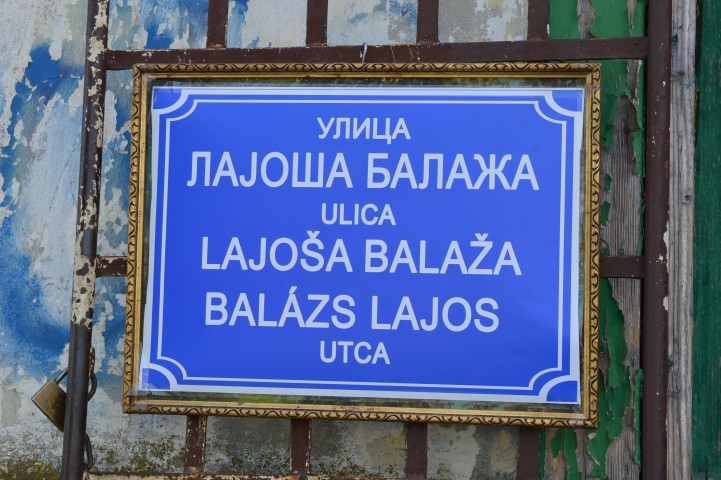 УЛИЦА
ЛАЈОША БАЛАЖА
ULICA
LAJOŠA BALAŽA
BALÁZS LAJOS
UTCA